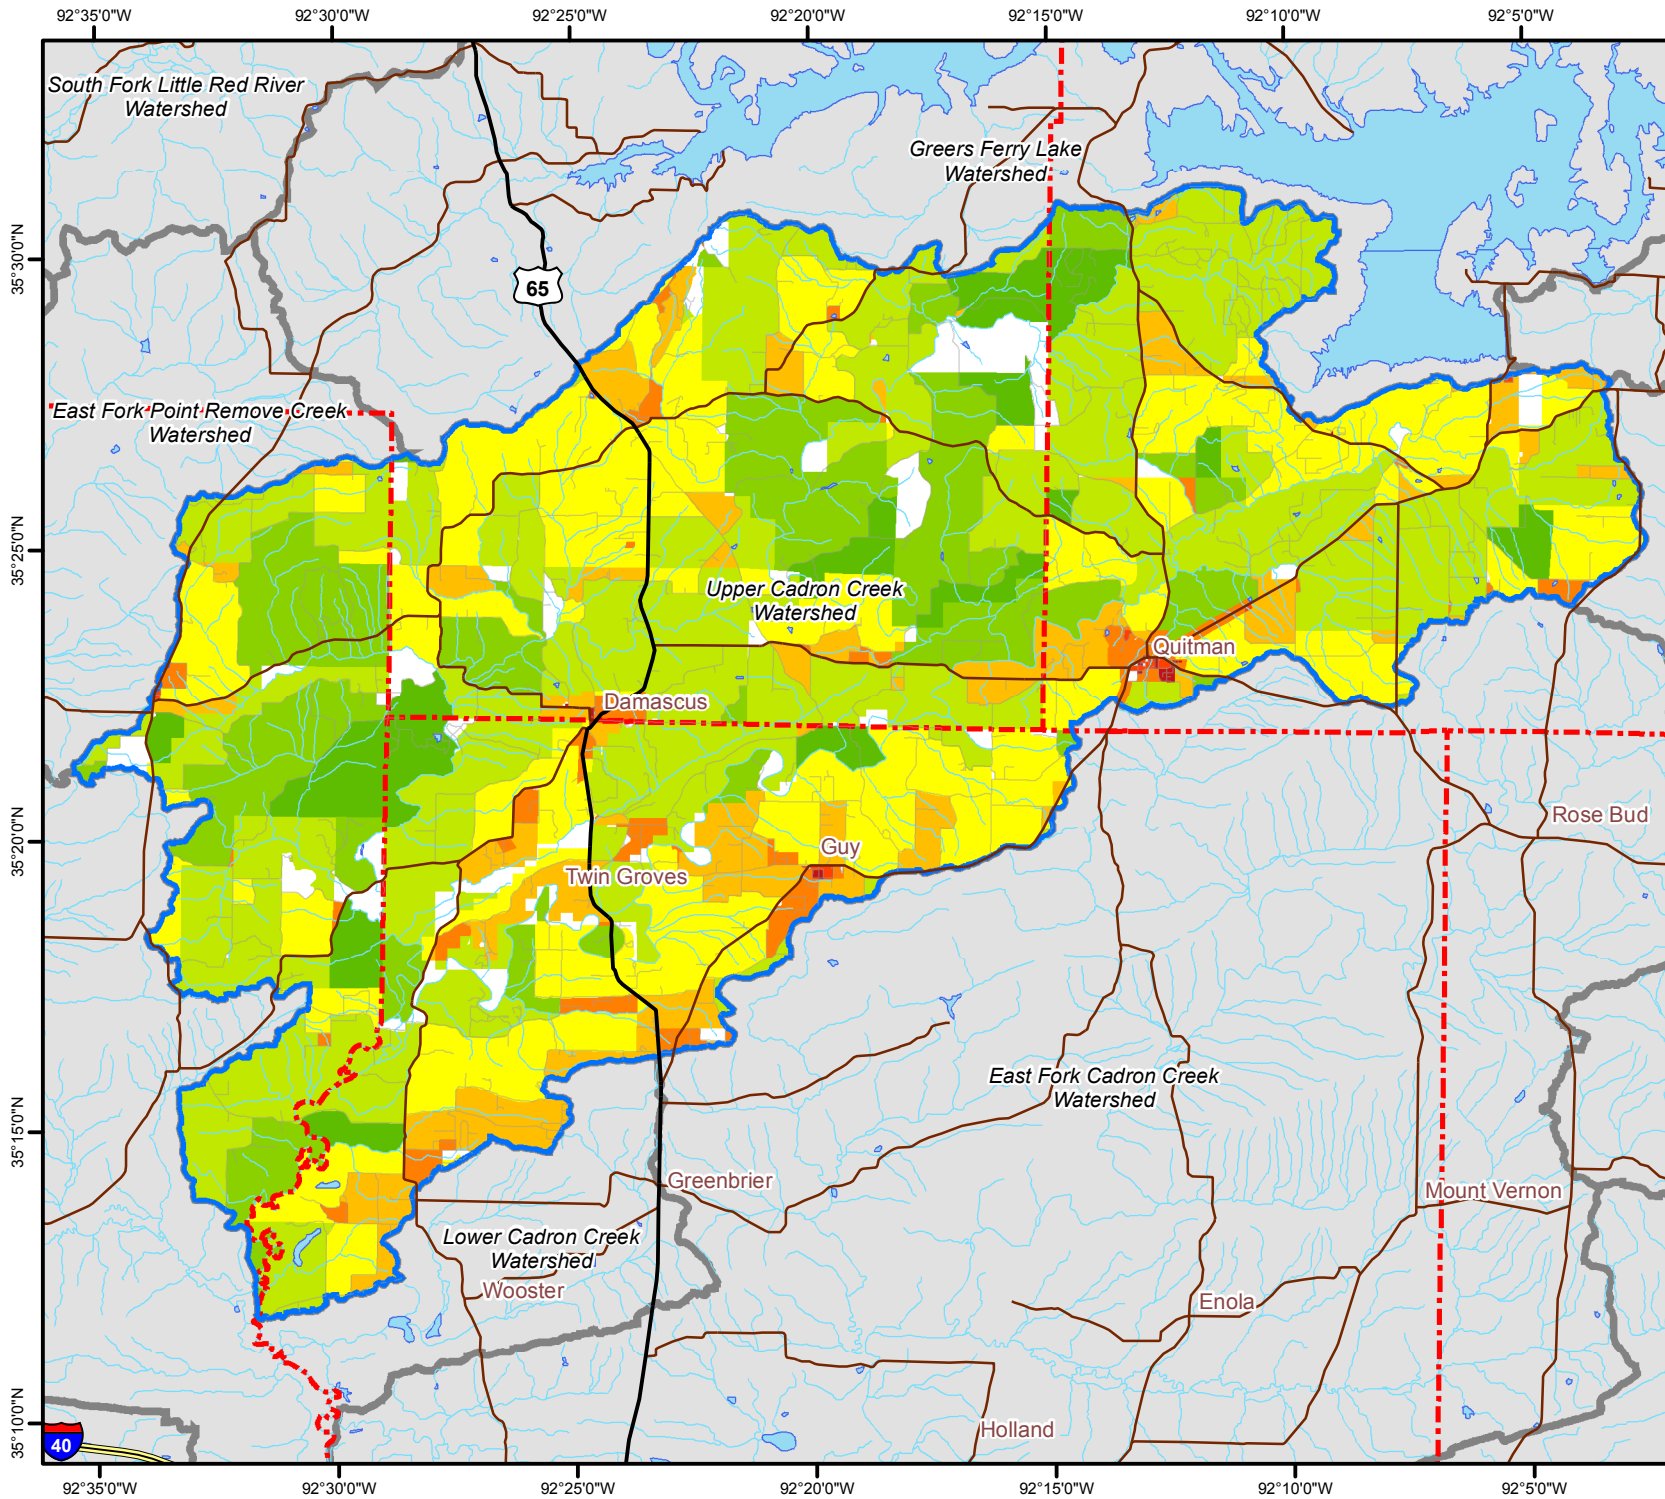 92°35'0"W 92°30'0"W 92°25'0"W 92°20'0"W 92°15'0"W 92°10'0"W 92°5'0"W
South Fork Little Red River
Watershed
Greers Ferry Lake
Watershed
35°30'0"N
65
East Fork Point Remove Creek
Watershed
35°25'0"N
Upper Cadron Creek
Watershed
Quitman
Damascus
35°20'0"N
Rose Bud
Guy
Twin Groves
East Fork Cadron Creek
Watershed
35°15'0"N
Greenbrier
Mount Vernon
Lower Cadron Creek
Watershed
Wooster
Enola
35°10'0"N
Holland
40
92°35'0"W 92°30'0"W 92°25'0"W 92°20'0"W 92°15'0"W 92°10'0"W 92°5'0"W